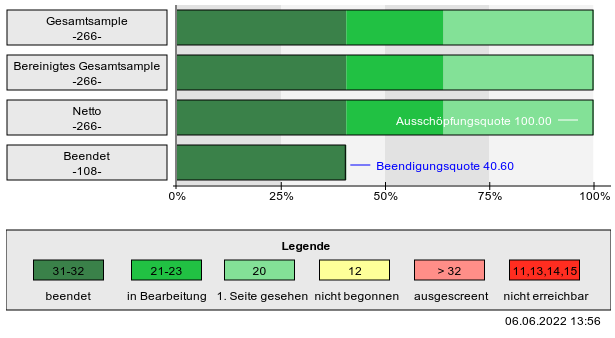 Gesamtsample
-266-
Bereinigtes Gesamtsample
-266-
Netto
-266-
Ausschöpfungsquote 100.00
Beendet
-108-
Beendigungsquote 40.60
0% 25% 50% 75% 100%
Legende
31-32 21-23 20 12 > 32 11,13,14,15
beendet in Bearbeitung 1. Seite gesehen nicht begonnen ausgescreent nicht erreichbar
06.06.2022 13:56